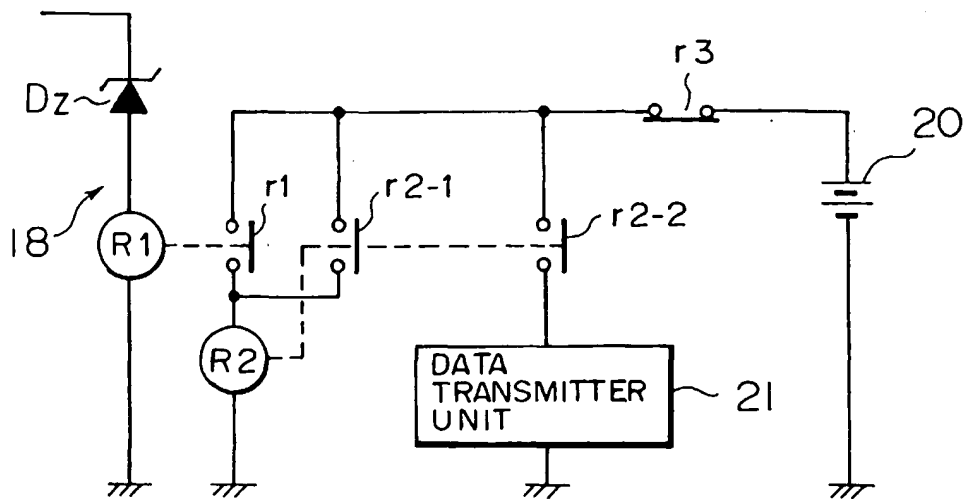 r3
Dz
20
r1
r2-1
18
R1
r2-2
R2
DATA
TRANSMITTER
UNIT
21